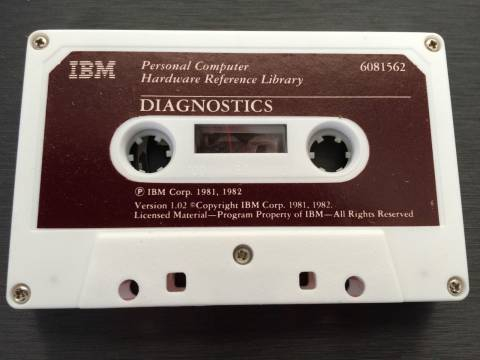 IBM
Personal Computer
Hardware Reference Library
6081562
DIAGNOSTICS
Ⓟ IBM Corp. 1981, 1982
Version 1.02 ©Copyright IBM Corp. 1981, 1982.
Licensed Material—Program Property of IBM—All Rights Reserved